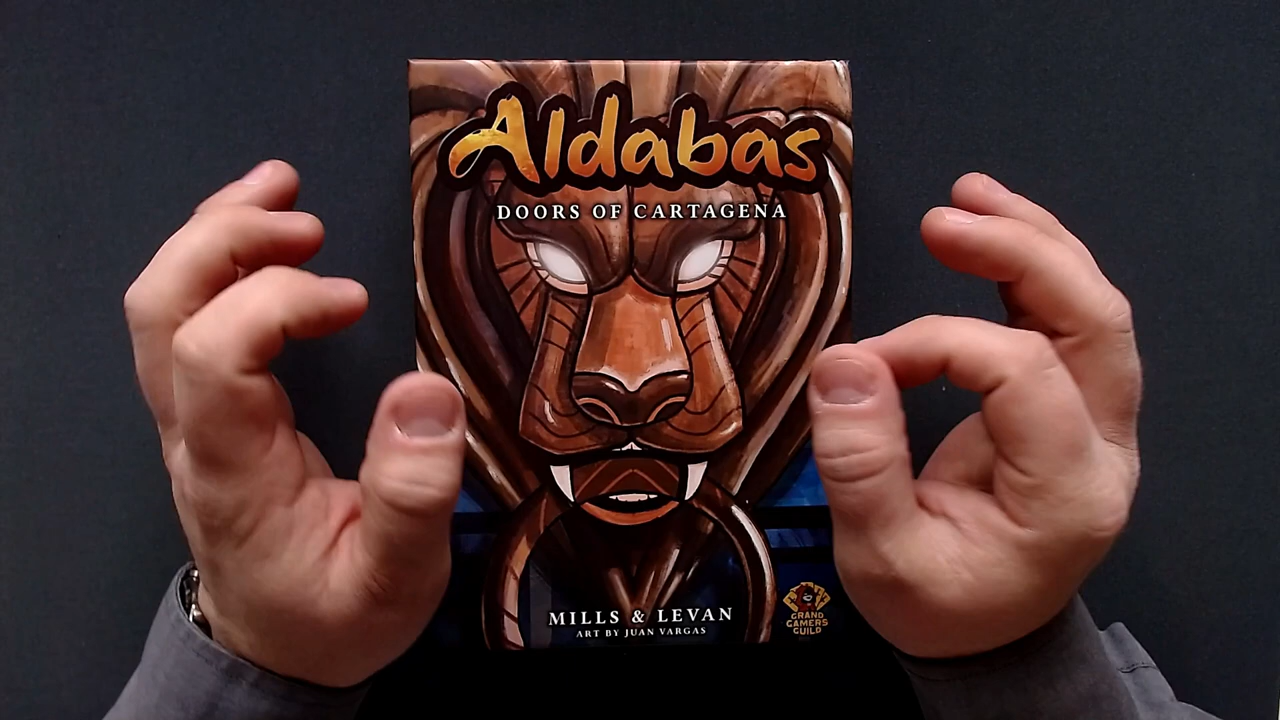 Aldabas
DOORS OF CARTAGENA
MILLS & LEVAN
ART BY JUAN VARGAS
GRAND
GAMERS
GUILD